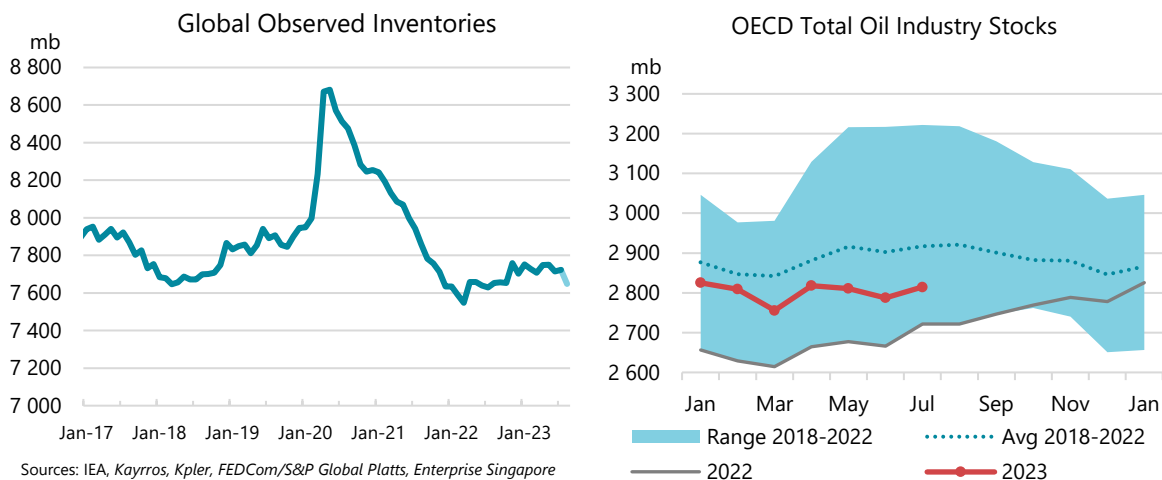 Global Observed Inventories
mb
8 800
8 600
8 400
8 200
8 000
7 800
7 600
7 400
7 200
7 000
Jan-17 Jan-18 Jan-19 Jan-20 Jan-21 Jan-22 Jan-23
Sources: IEA, Kayrros, Kpler, FEDCom/S&P Global Platts, Enterprise Singapore
OECD Total Oil Industry Stocks
mb
3 300
3 200
3 100
3 000
2 900
2 800
2 700
2 600
Jan Mar May Jul Sep Nov Jan
Range 2018-2022 Avg 2018-2022
2022 2023